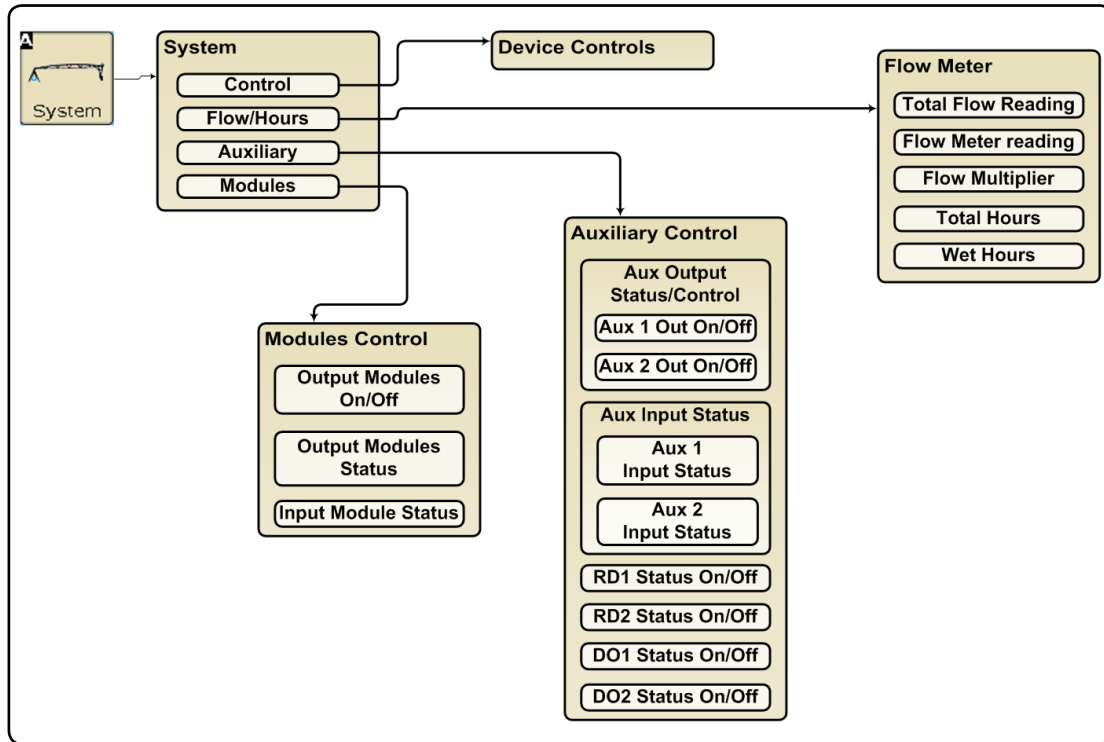 A
System
System
Control
Flow/Hours
Auxiliary
Modules
Device Controls
Flow Meter
Total Flow Reading
Flow Meter reading
Flow Multiplier
Total Hours
Wet Hours
Auxiliary Control
Aux Output
Status/Control
Aux 1 Out On/Off
Aux 2 Out On/Off
Aux Input Status
Aux 1
Input Status
Aux 2
Input Status
RD1 Status On/Off
RD2 Status On/Off
DO1 Status On/Off
DO2 Status On/Off
Modules Control
Output Modules
On/Off
Output Modules
Status
Input Module Status